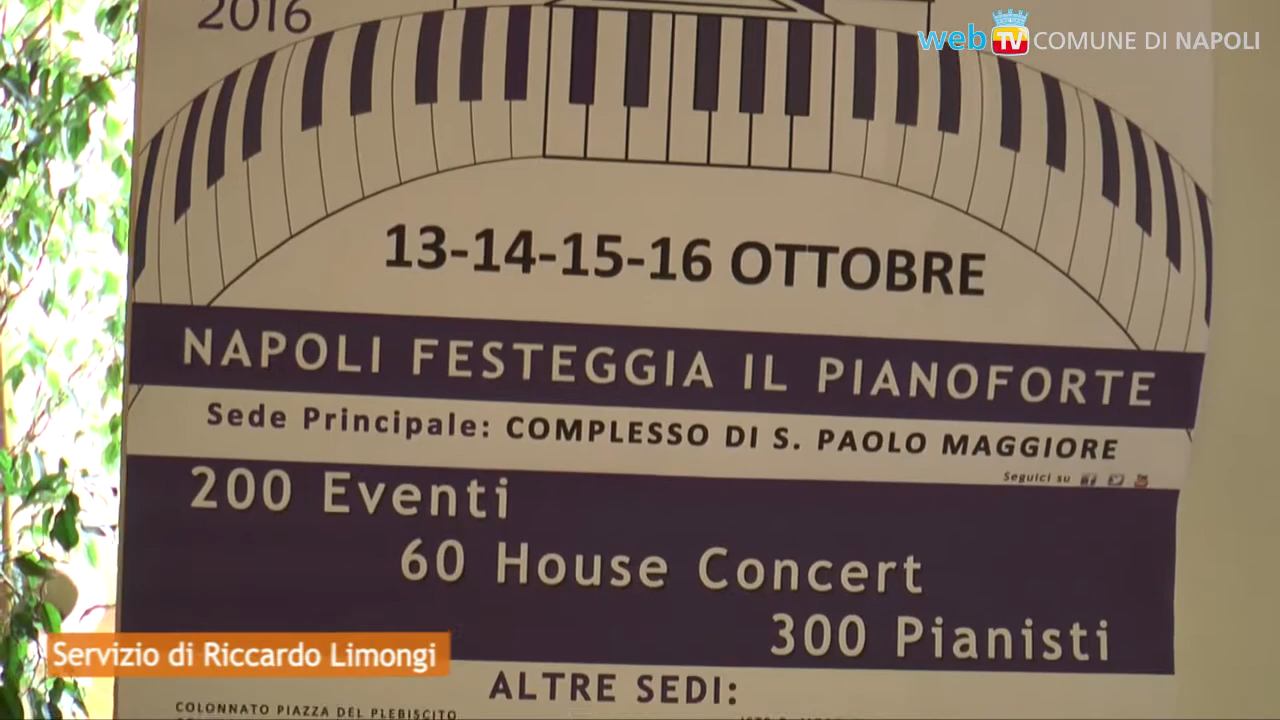 2016
web TV COMUNE DI NAPOLI
13-14-15-16 OTTOBRE
NAPOLI FESTEGGIA IL PIANOFORTE
Sede Principale: COMPLESSO DI S. PAOLO MAGGIORE
Seguici su
200 Eventi
60 House Concert
300 Pianisti
Servizio di Riccardo Limongi
ALTRE SEDI:
COLONNATO PIAZZA DEL PLEBISCITO